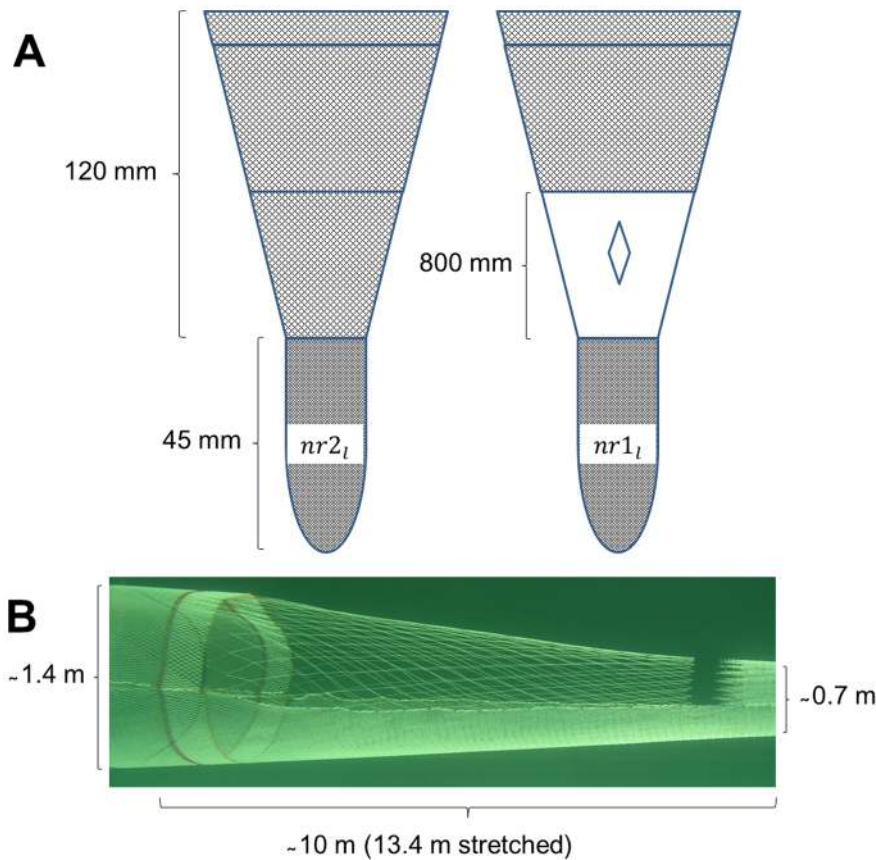 A
120 mm
800 mm
45 mm
nr2ₗ
nr1ₗ
B
~1.4 m
~0.7 m
~10 m (13.4 m stretched)